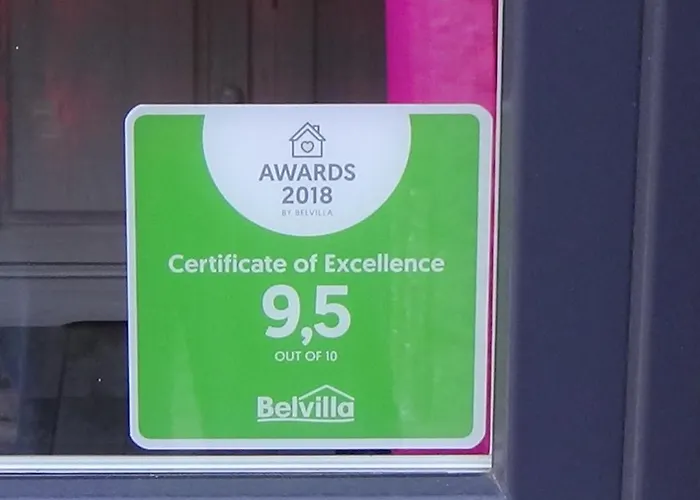 AWARDS
2018
BY BELVILLA
Certificate of Excellence
9,5
OUT OF 10
Belvilla